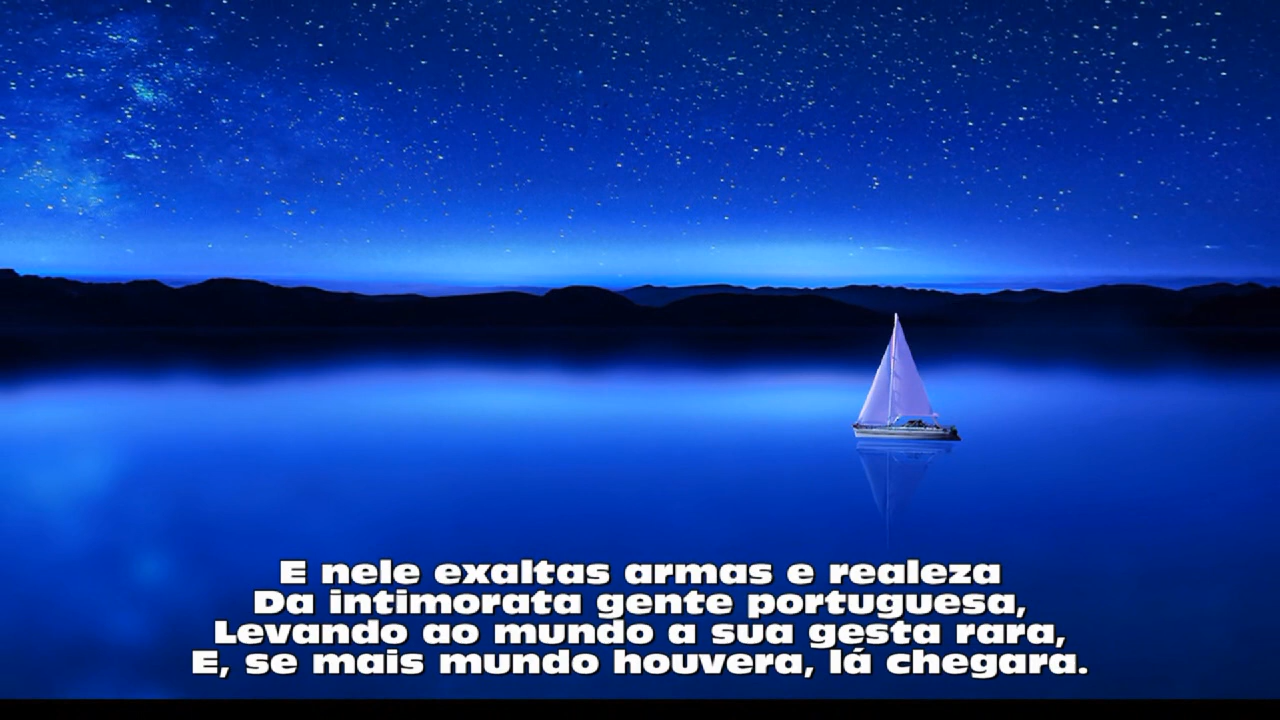 E nele exaltas armas e realeza
Da intimorata gente portuguesa,
Levando ao mundo a sua gesta rara,
E, se mais mundo houvera, lá chegara.